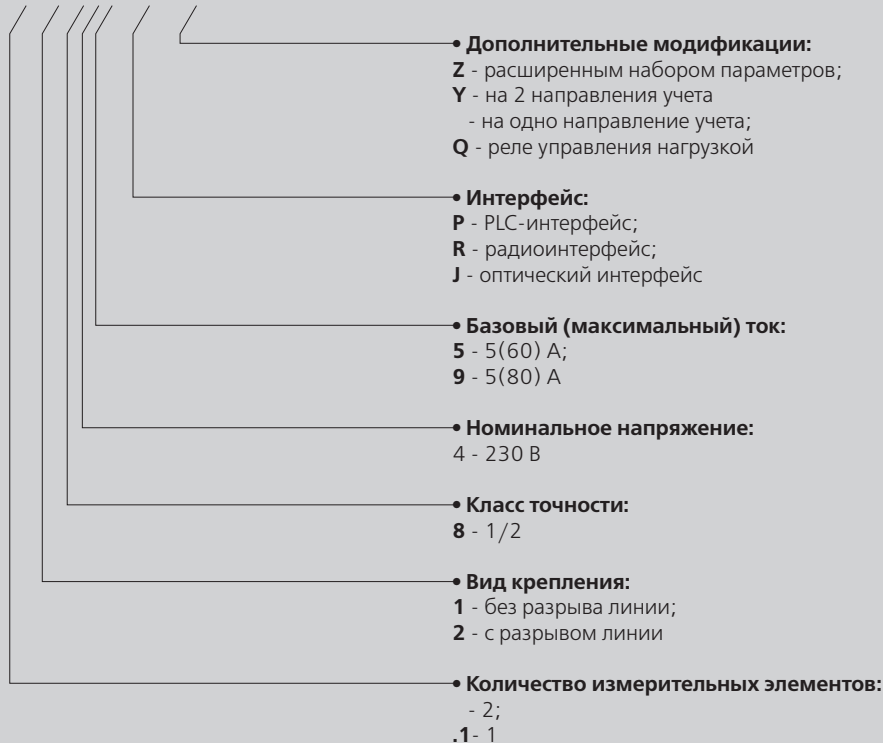 • Дополнительные модификации:
Z - расширенным набором параметров;
Y - на 2 направления учета
- на одно направление учета;
Q - реле управления нагрузкой
• Интерфейс:
P - PLC-интерфейс;
R - радиоинтерфейс;
J - оптический интерфейс
• Базовый (максимальный) ток:
5 - 5(60) А;
9 - 5(80) А
• Номинальное напряжение:
4 - 230 В
• Класс точности:
8 - 1/2
• Вид крепления:
1 - без разрыва линии;
2 - с разрывом линии
• Количество измерительных элементов:
- 2;
.1- 1